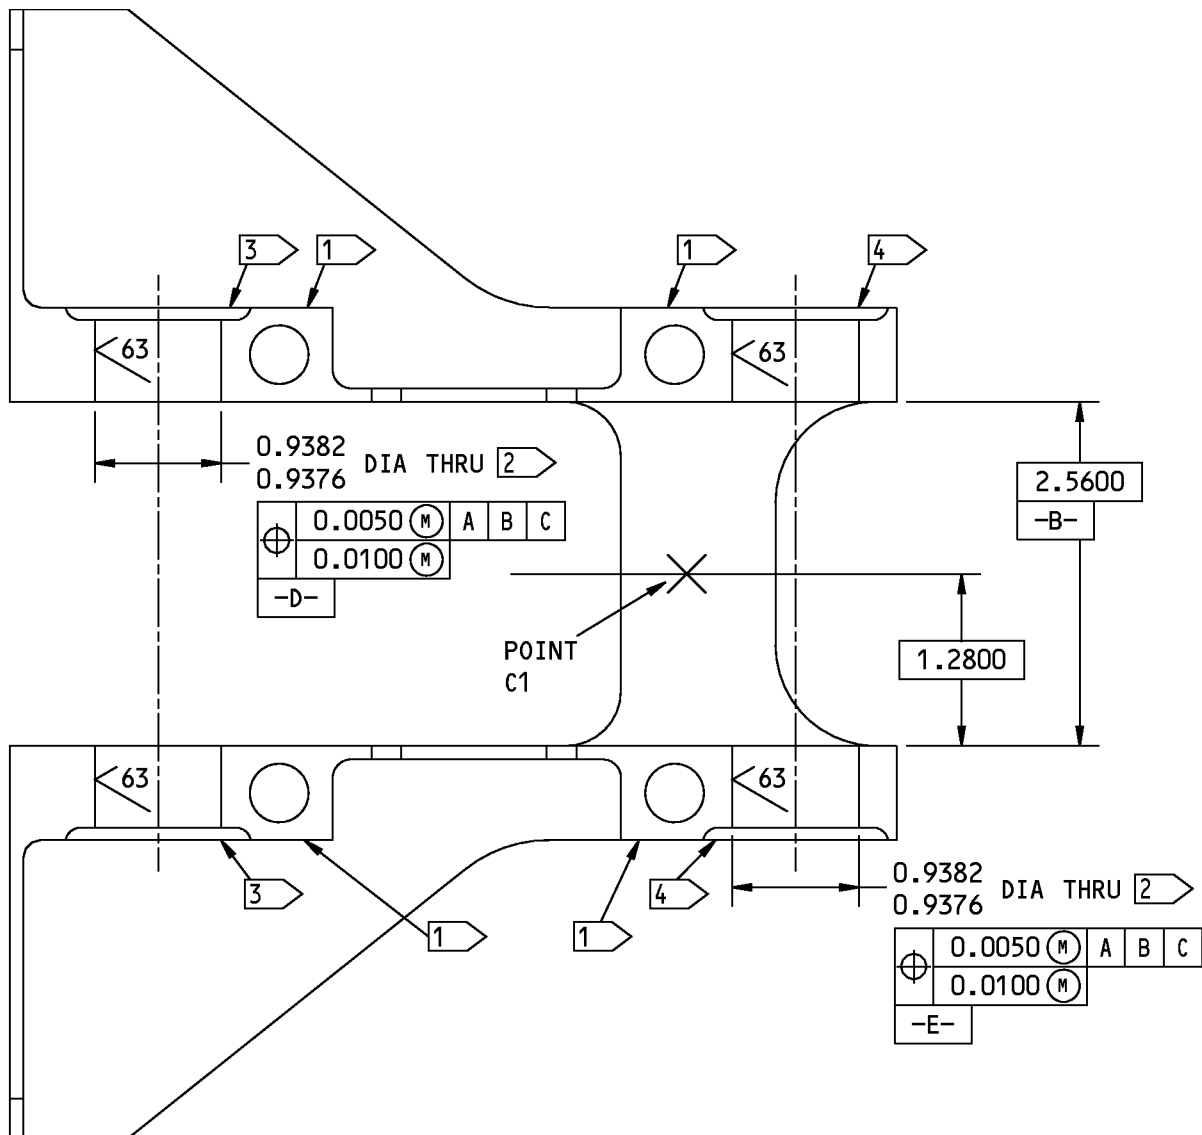 3 1 1 4
63 63
0.9382
0.9376 DIA THRU 2
0.0050 M A B C
0.0100 M
-D-
2.5600
-B-
POINT
C1
1.2800
63 63
3 4
1 1
0.9382
0.9376 DIA THRU 2
0.0050 M A B C
0.0100 M
-E-